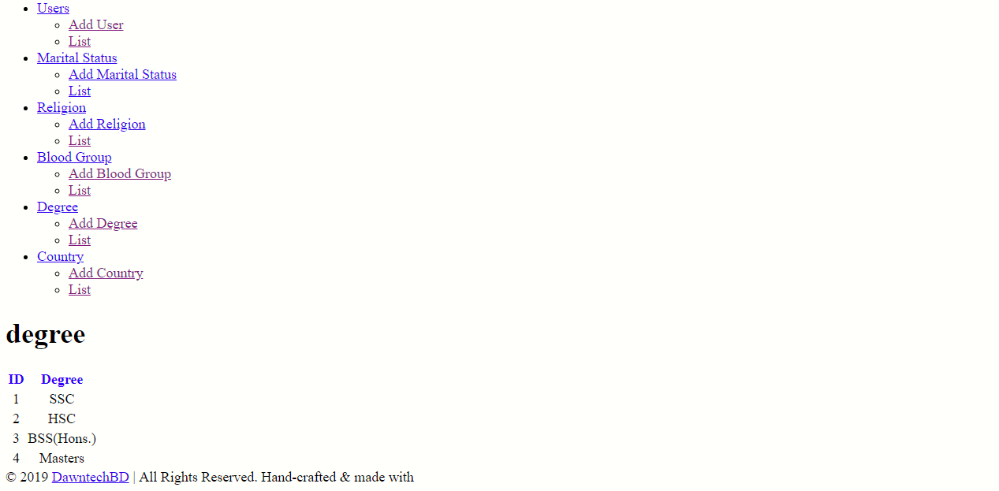 Users
Add User
List
Marital Status
Add Marital Status
List
Religion
Add Religion
List
Blood Group
Add Blood Group
List
Degree
Add Degree
List
Country
Add Country
List
degree
ID Degree
1 SSC
2 HSC
3 BSS(Hons.)
4 Masters
© 2019 DawntechBD | All Rights Reserved. Hand-crafted & made with